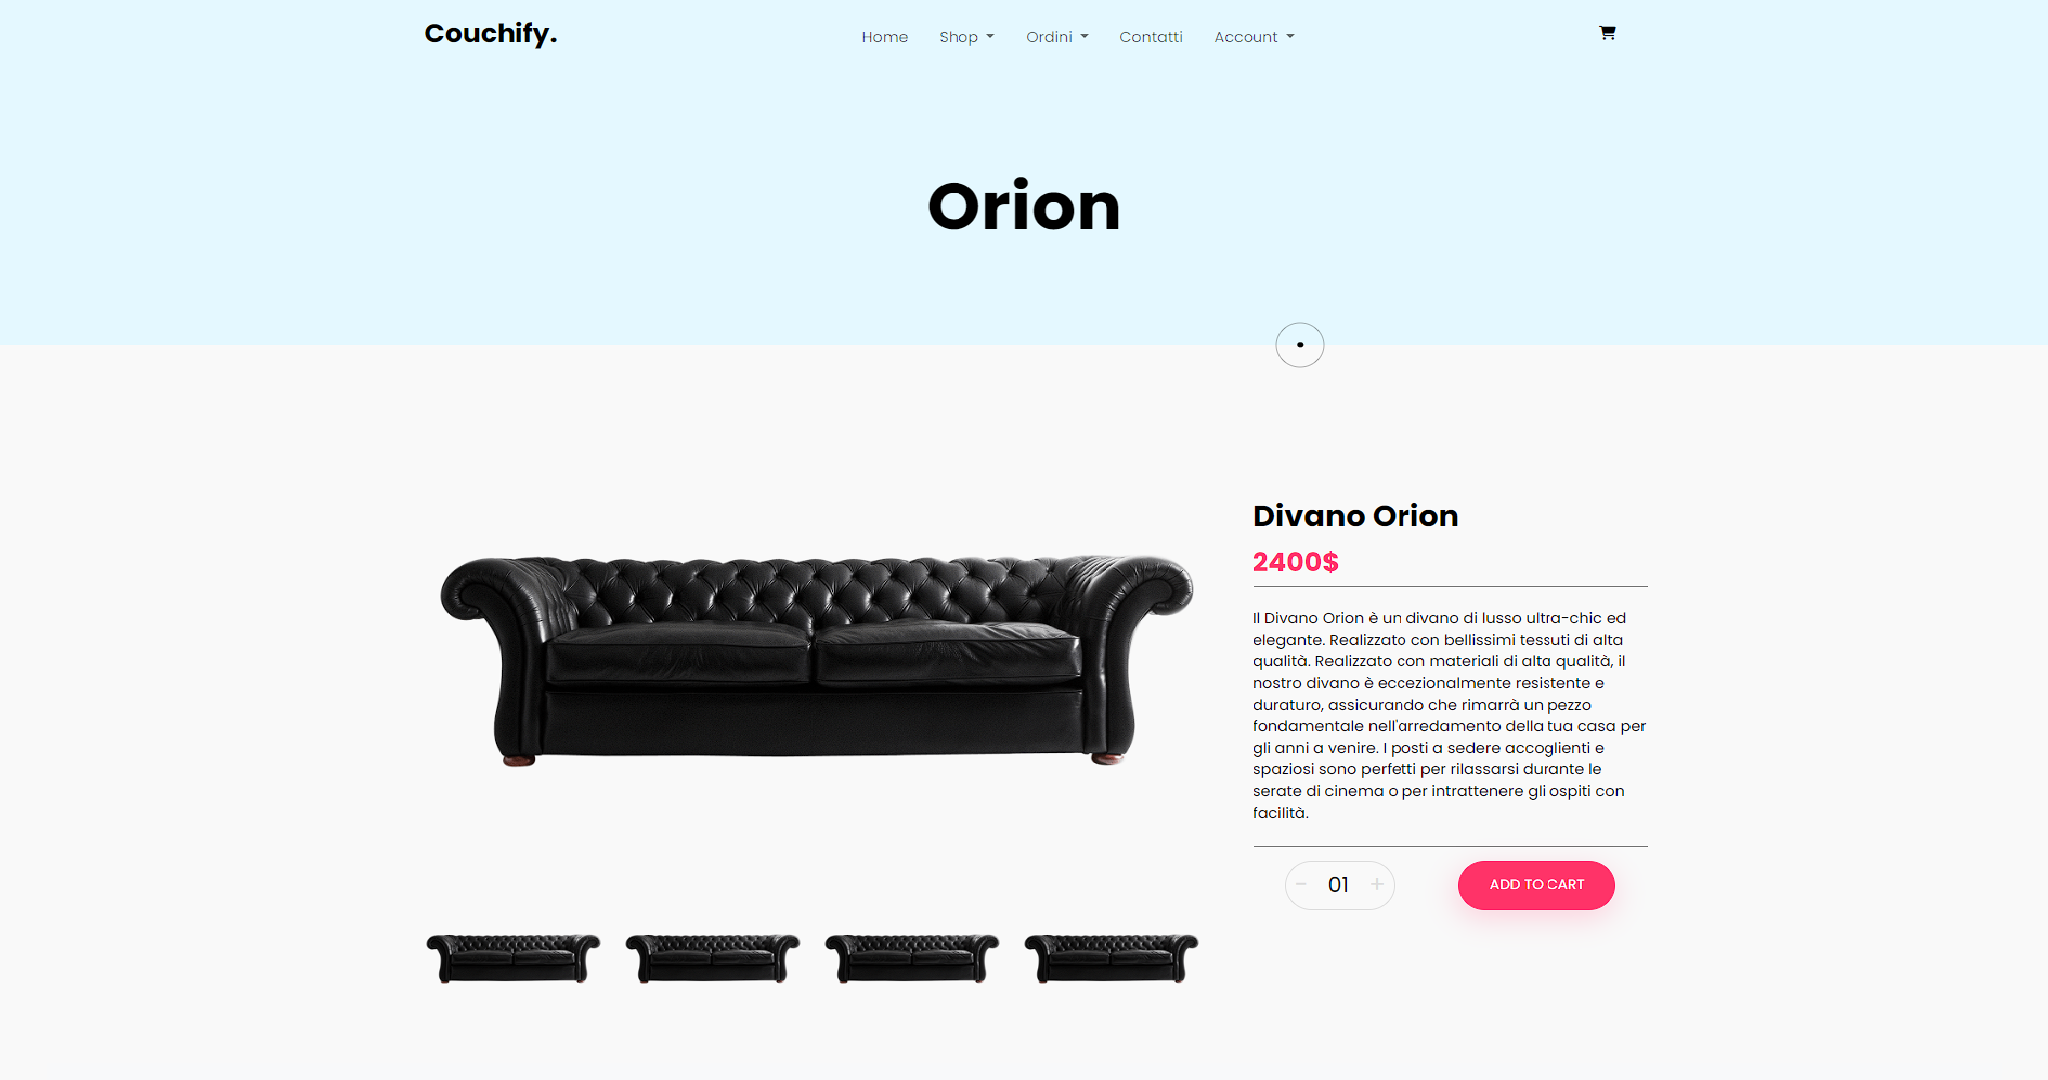 Couchify.
Home Shop Ordini Contatti Account
Orion
Divano Orion
2400$
Il Divano Orion è un divano di lusso ultra-chic ed
elegante. Realizzato con bellissimi tessuti di alta
qualità. Realizzato con materiali di alta qualità, il
nostro divano è eccezionalmente resistente e
duraturo, assicurando che rimarrà un pezzo
fondamentale nell'arredamento della tua casa per
gli anni a venire. I posti a sedere accoglienti e
spaziosi sono perfetti per rilassarsi durante le
serate di cinema o per intrattenere gli ospiti con
facilità.
− 01 + ADD TO CART